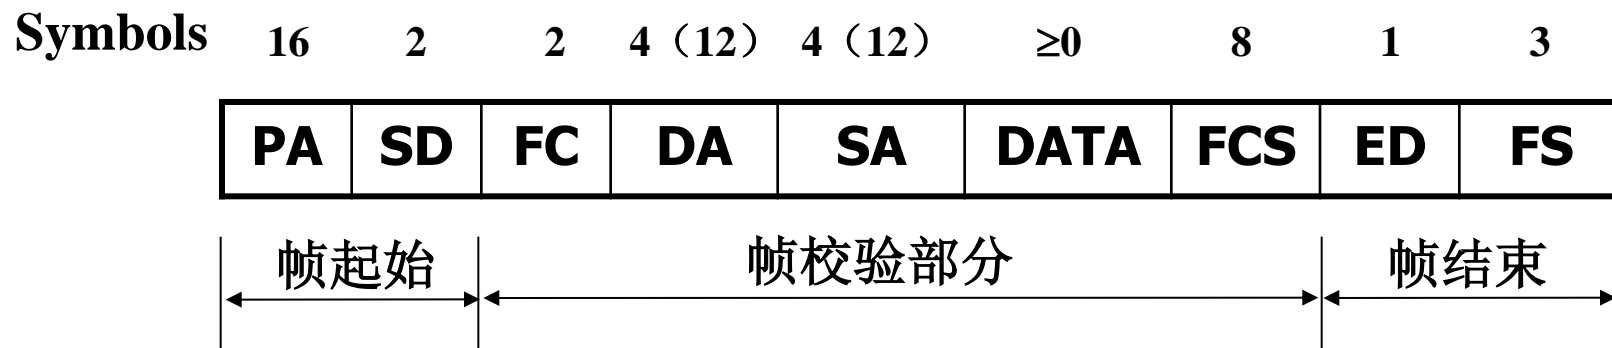 Symbols 16 2 2 4（12） 4（12） ≥0 8 1 3
PA SD FC DA SA DATA FCS ED FS
帧起始 帧校验部分 帧结束